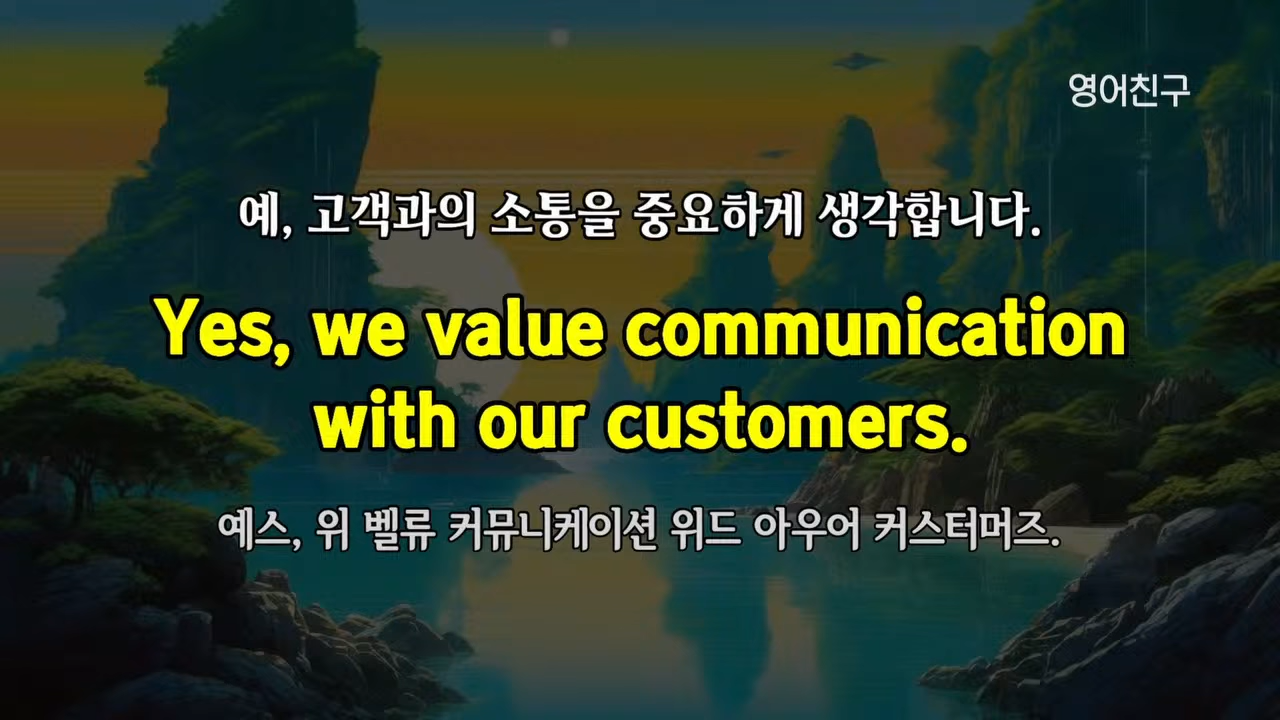 영어친구
예, 고객과의 소통을 중요하게 생각합니다.
Yes, we value communication
with our customers.
예스, 위 벨류 커뮤니케이션 위드 아우어 커스터머즈.